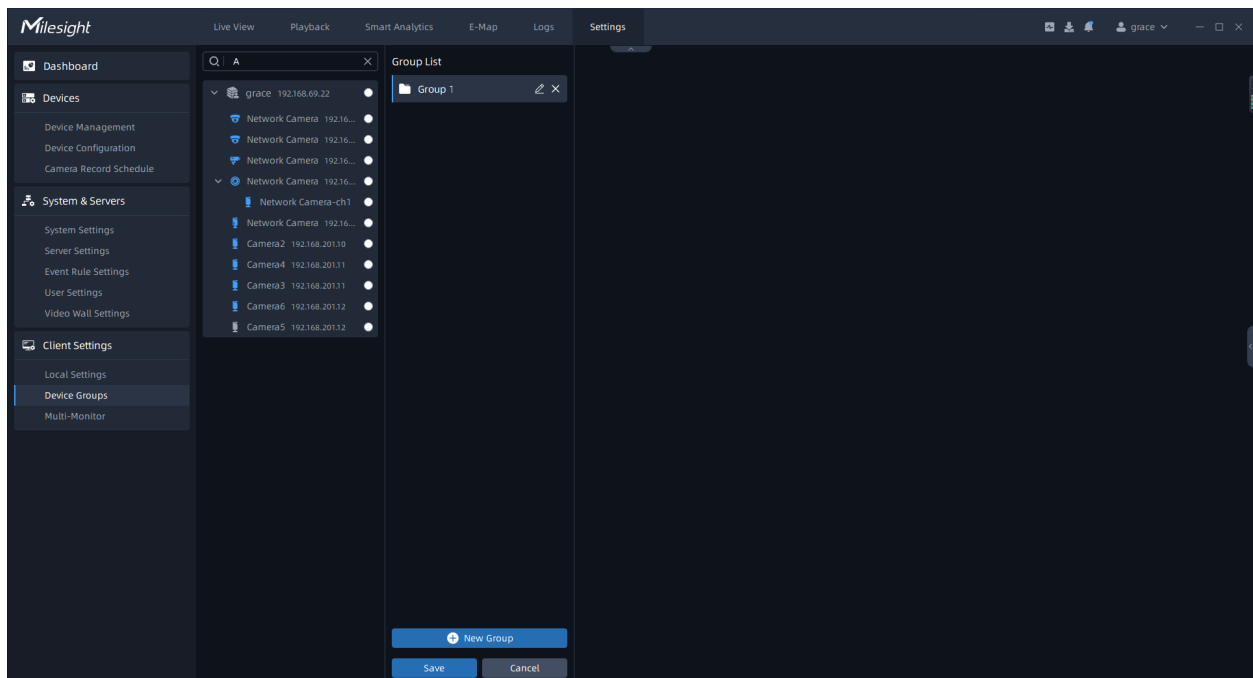 Milesight
Live View Playback Smart Analytics E-Map Logs Settings grace
Dashboard
Devices
Device Management
Device Configuration
Camera Record Schedule
System & Servers
System Settings
Server Settings
Event Rule Settings
User Settings
Video Wall Settings
Client Settings
Local Settings
Device Groups
Multi-Monitor
A
grace 192.168.69.22
Network Camera 192.16...
Network Camera 192.16...
Network Camera 192.16...
Network Camera 192.16...
Network Camera-ch1
Network Camera 192.16...
Camera2 192.168.201.10
Camera4 192.168.201.11
Camera3 192.168.201.11
Camera6 192.168.201.12
Camera5 192.168.201.12
Group List
Group 1
New Group
Save Cancel